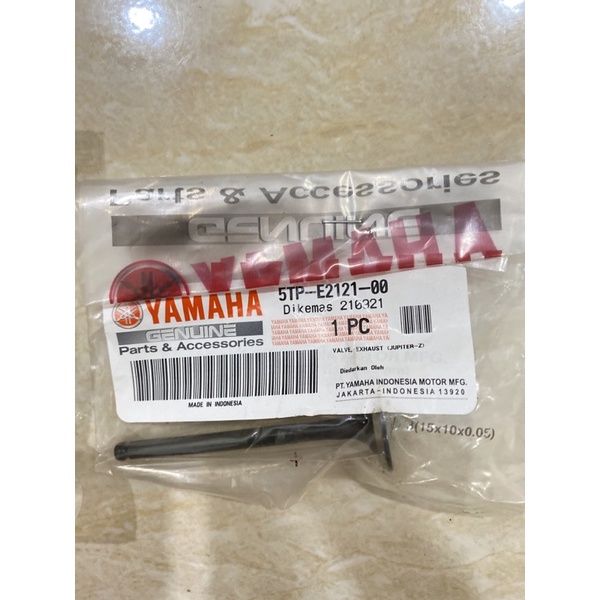 Parts & Accessories
GENUINE
YAMAHA
YAMAHA
GENUINE
Parts & Accessories
MADE IN INDONESIA
5TP-E2121-00
Dikemas 210921
1 PC
VALVE, EXHAUST (JUPITER-Z)
Diedarkan Oleh
PT.YAMAHA INDONESIA MOTOR MFG.
JAKARTA-INDONESIA 13920
(15x10x0.05)